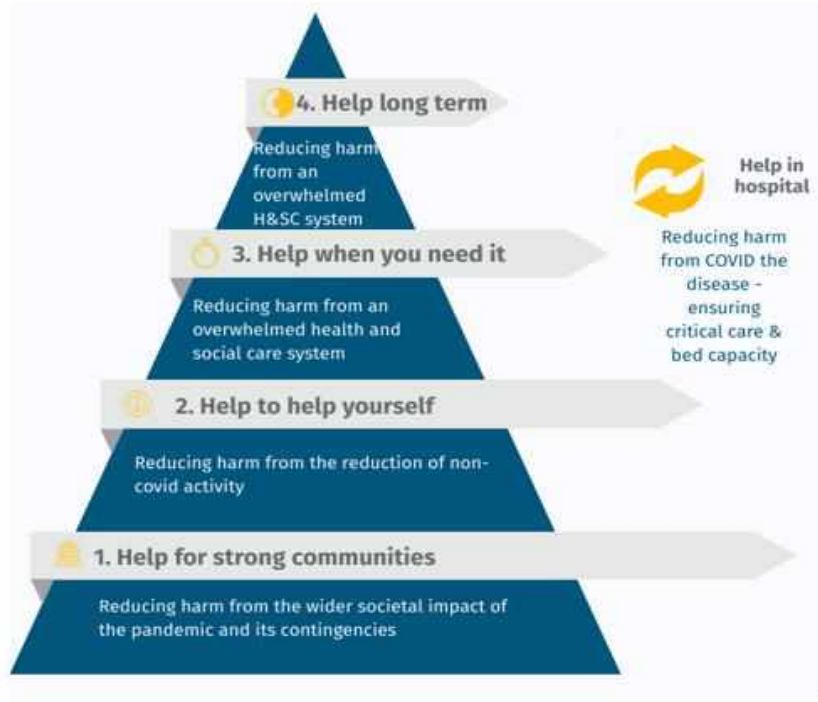 4. Help long term
Reducing harm
from an
overwhelmed
H&SC system
3. Help when you need it
Reducing harm from an
overwhelmed health and
social care system
2. Help to help yourself
Reducing harm from the reduction of non-
covid activity
1. Help for strong communities
Reducing harm from the wider societal impact of
the pandemic and its contingencies
Help in
hospital
Reducing harm
from COVID the
disease -
ensuring
critical care &
bed capacity